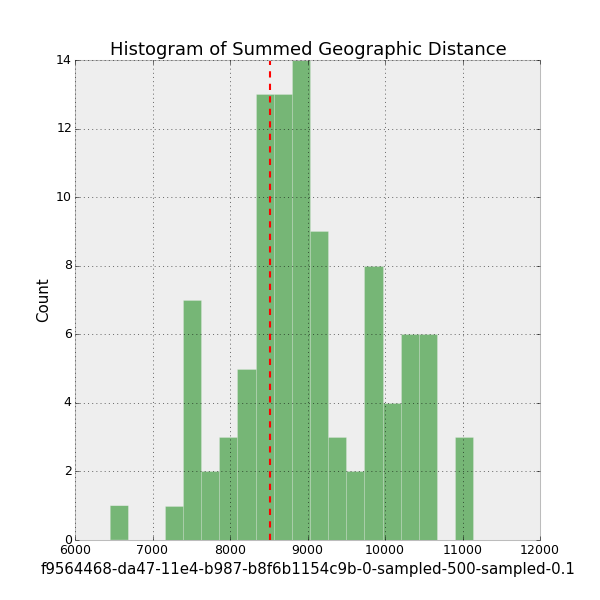 Histogram of Summed Geographic Distance
14
12
10
8
6
4
2
0
Count
6000 7000 8000 9000 10000 11000 12000
f9564468-da47-11e4-b987-b8f6b1154c9b-0-sampled-500-sampled-0.1